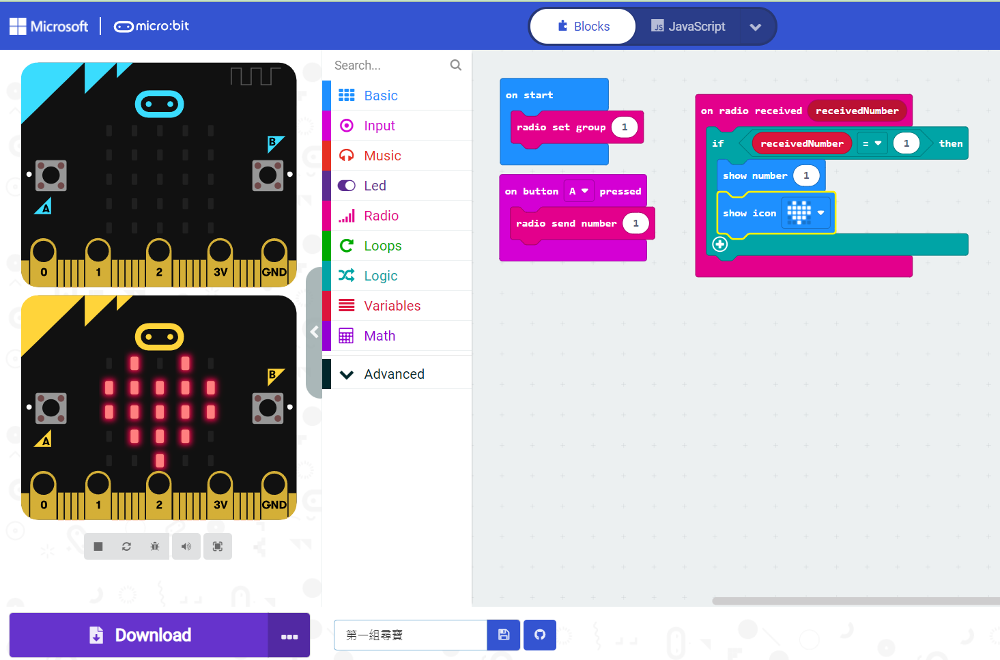 Microsoft micro:bit
Blocks
JavaScript
A
B
0 1 2 3V GND
A
B
0 1 2 3V GND
Search...
Basic
Input
Music
Led
Radio
Loops
Logic
Variables
Math
Advanced
on start
radio set group 1
on button A pressed
radio send number 1
on radio received receivedNumber
if receivedNumber = 1 then
show number 1
show icon
Download
第一組尋寶